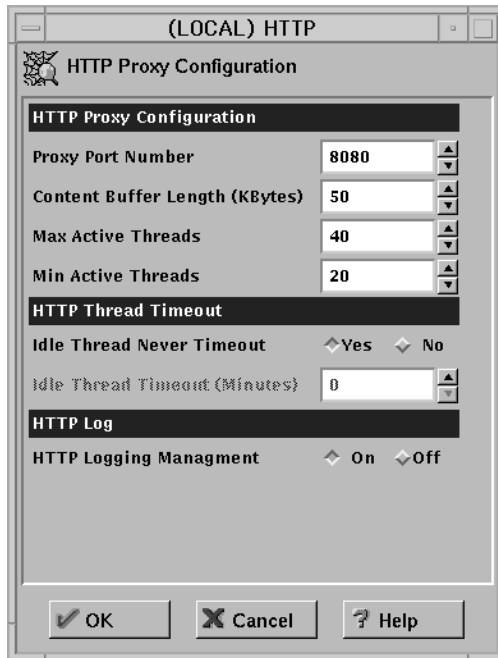 (LOCAL) HTTP
HTTP Proxy Configuration
HTTP Proxy Configuration
Proxy Port Number 8080
Content Buffer Length (KBytes) 50
Max Active Threads 40
Min Active Threads 20
HTTP Thread Timeout
Idle Thread Never Timeout Yes No
Idle Thread Timeout (Minutes) 0
HTTP Log
HTTP Logging Managment On Off
OK Cancel Help